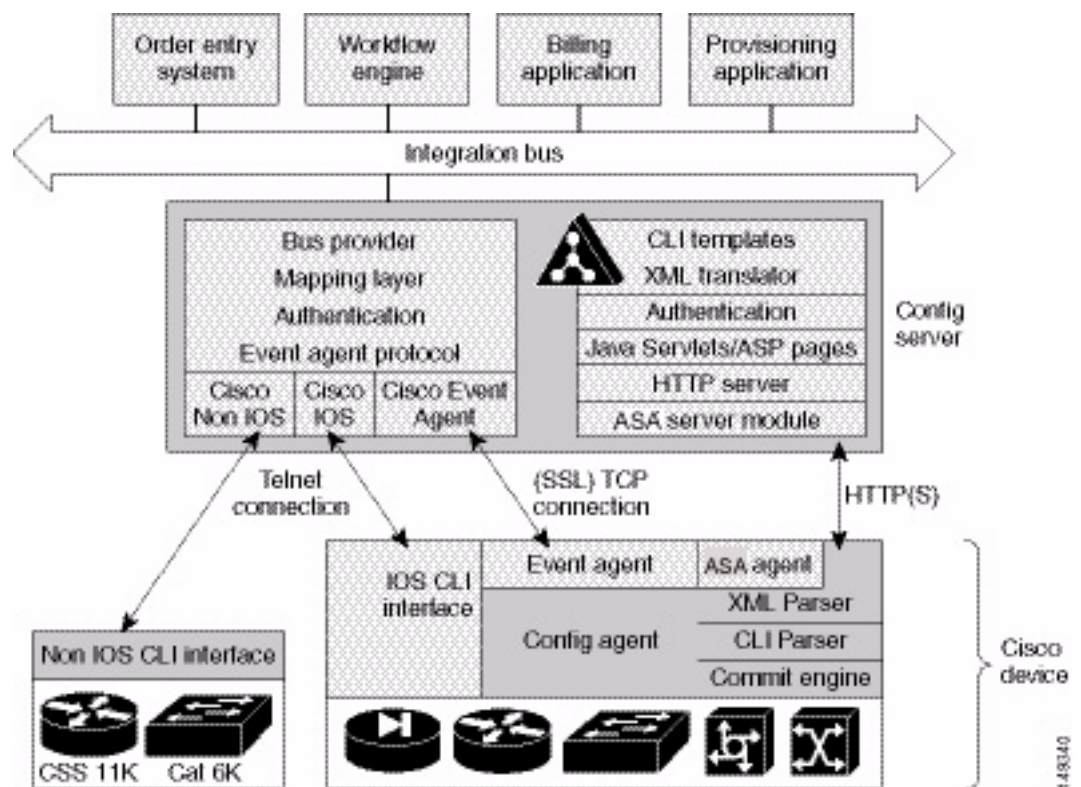 Order entry
system
Workflow
engine
Billing
application
Provisioning
application
Integration bus
Bus provider
Mapping layer
Authentication
Event agent protocol
Cisco
Non IOS
Cisco
IOS
Cisco Event
Agent
CLI templates
XML translator
Authentication
Java Servlets/ASP pages
HTTP server
ASA server module
Config
server
Telnet
connection
{SSL} TCP
connection
HTTP{S}
IOS CLI
interface
Event agent
ASA agent
Config agent
XML Parser
CLI Parser
Commit engine
Cisco
device
Non IOS CLI interface
CSS 11K
Cat 6K
149340